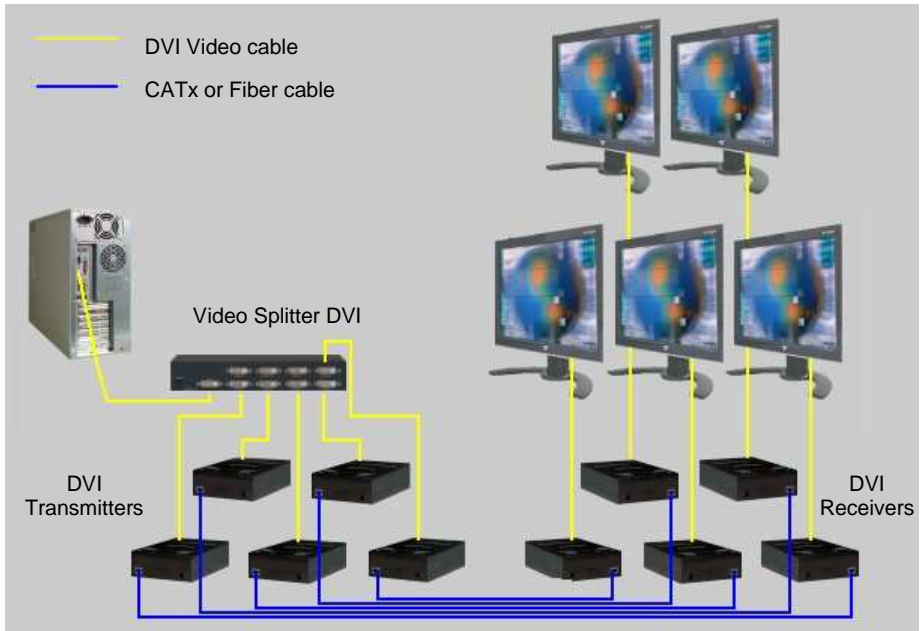 DVI Video cable
CATx or Fiber cable
Video Splitter DVI
DVI
Transmitters
DVI
Receivers